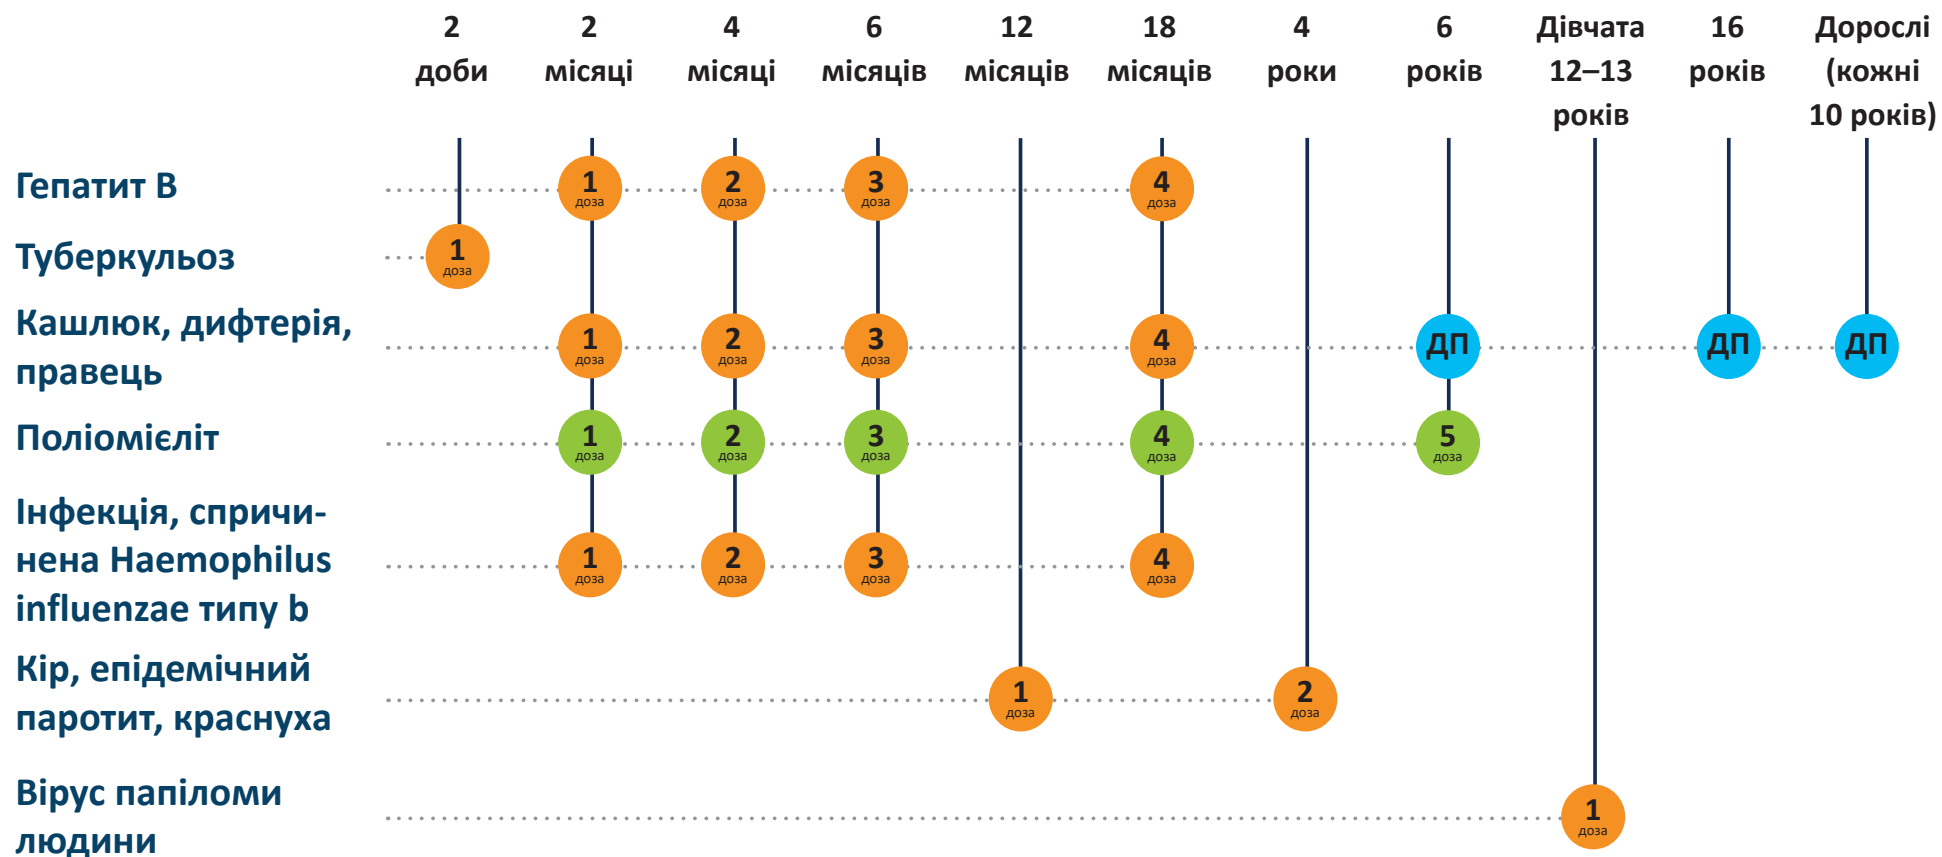 2 2 4 6 12 18 4 6 Дівчата 16 Дорослі
доби місяці місяці місяців місяців місяців роки років 12–13 років (кожні
років 10 років)
Гепатит В 1 доза 2 доза 3 доза 4 доза
Туберкульоз 1 доза
Кашлюк, дифтерія,
правець 1 доза 2 доза 3 доза 4 доза ДП ДП ДП
Поліомієліт 1 доза 2 доза 3 доза 4 доза 5 доза
Інфекція, спричи-
нена Haemophilus 1 доза 2 доза 3 доза 4 доза
influenzae типу b
Кір, епідемічний
паротит, краснуха 1 доза 2 доза
Вірус папіломи
людини 1 доза